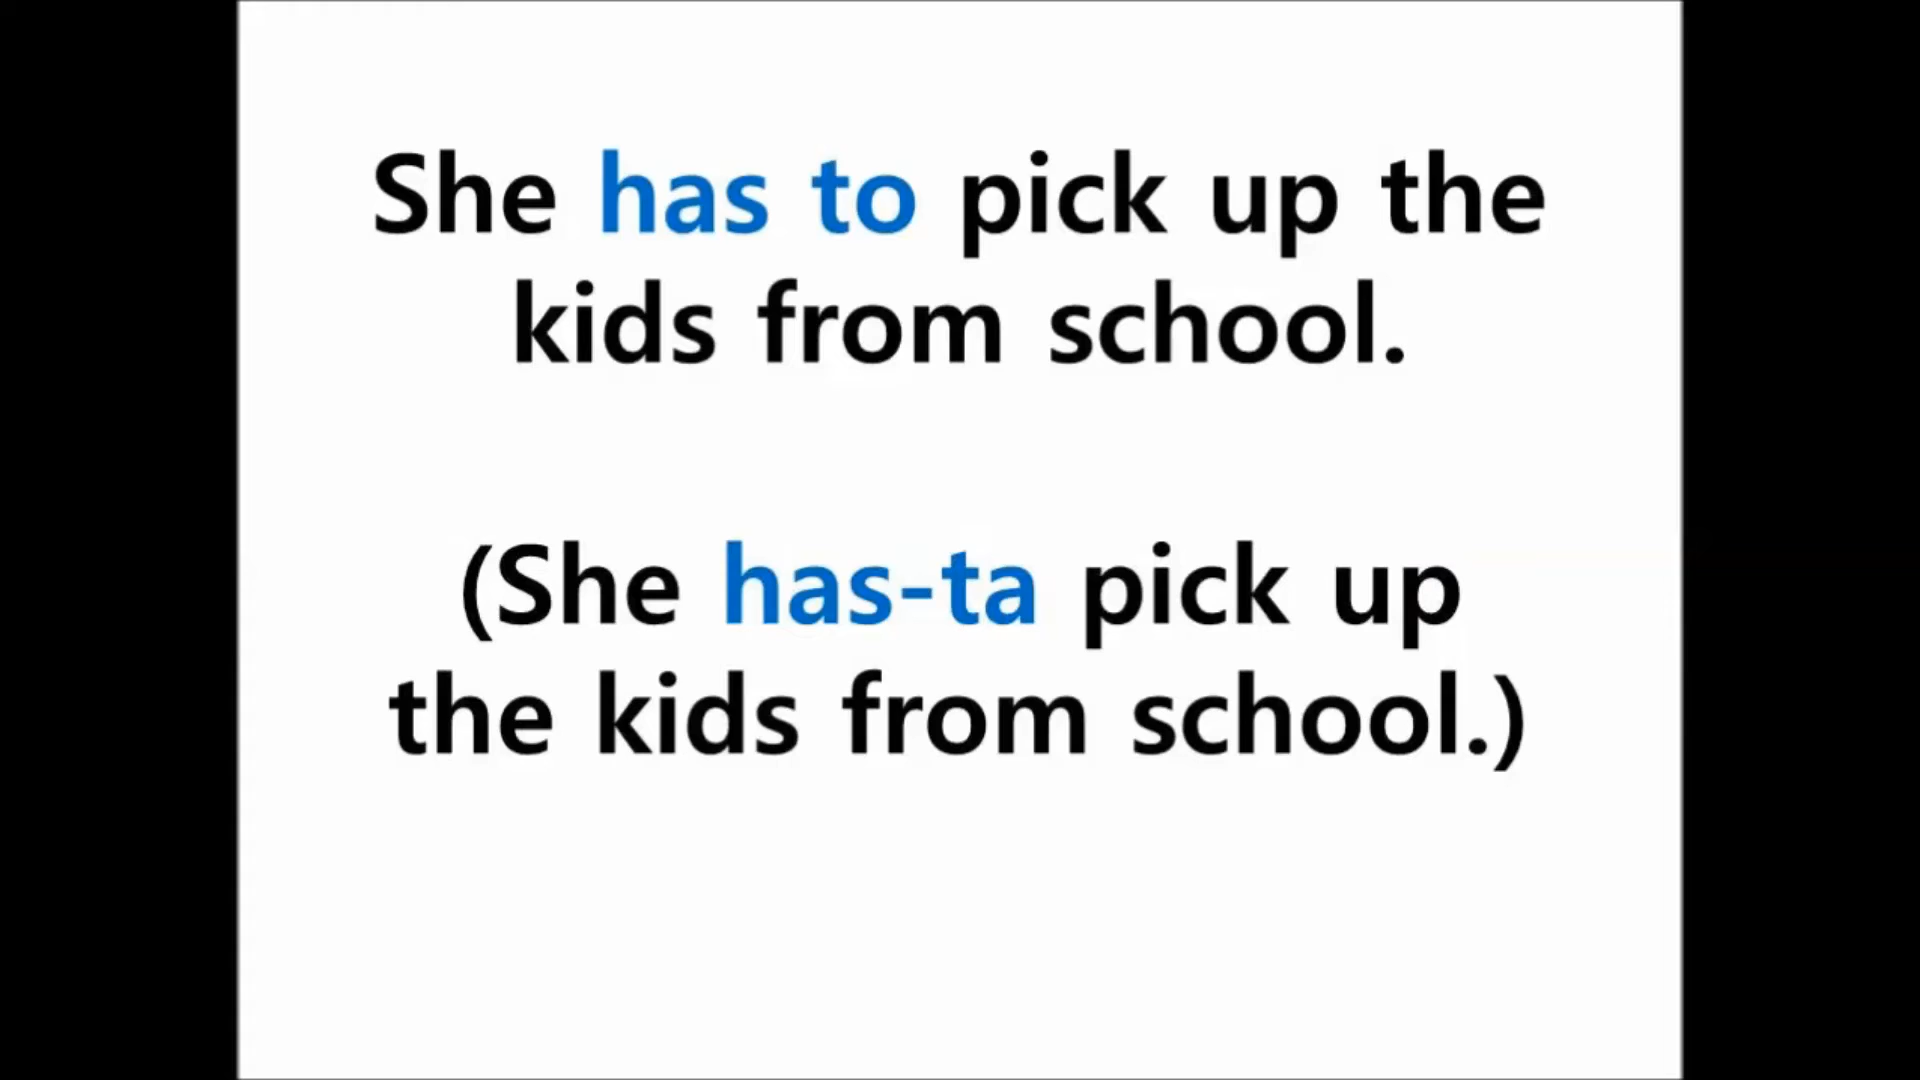 She has to pick up the
kids from school.
(She has-ta pick up
the kids from school.)